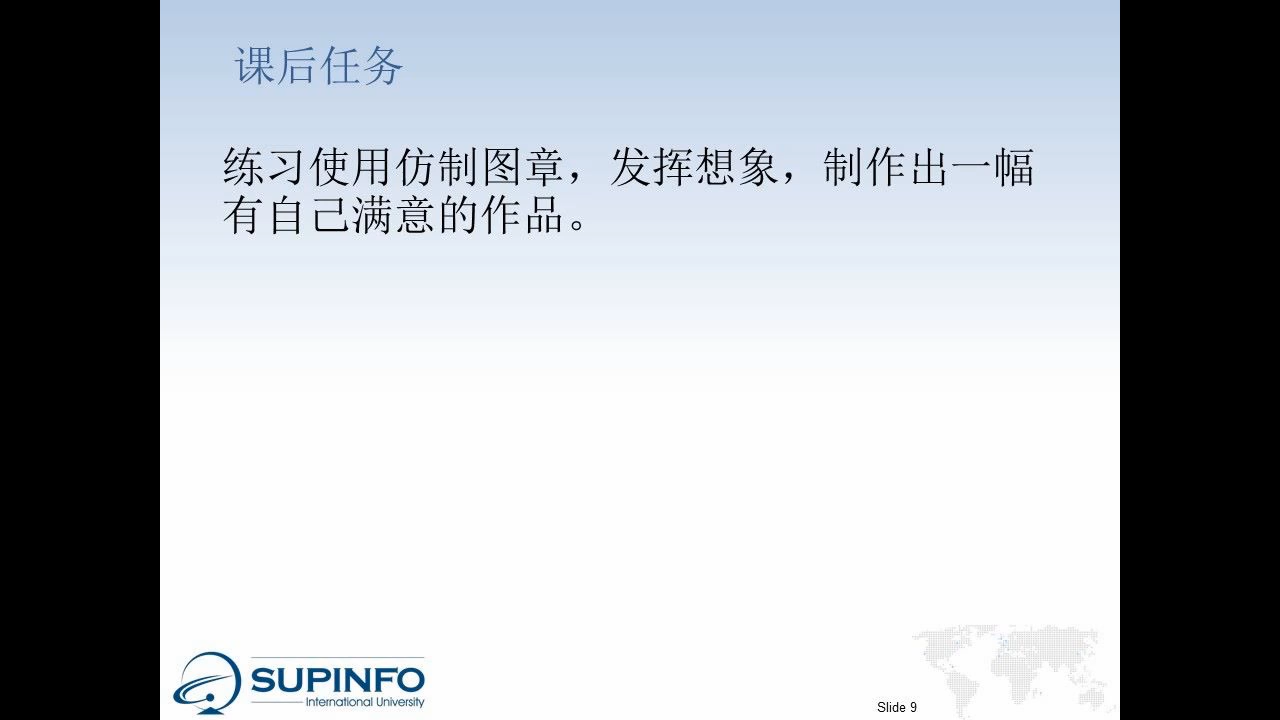 课后任务
练习使用仿制图章，发挥想象，制作出一幅
有自己满意的作品。
SUPINFO
International University
Slide 9